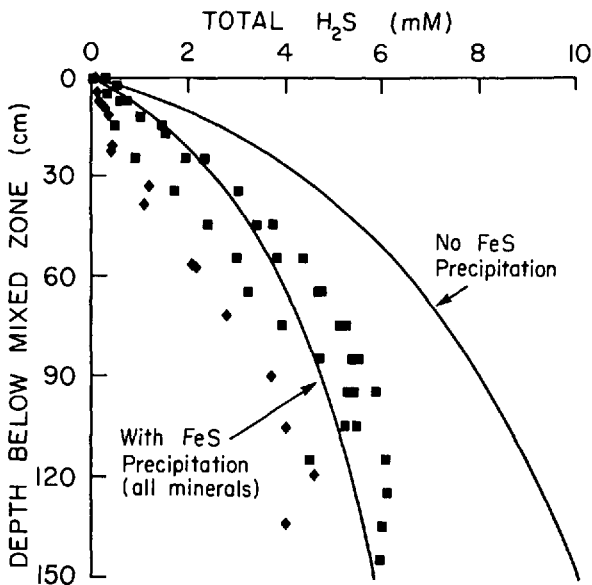 TOTAL H₂S (mM)
0 2 4 6 8 10
DEPTH BELOW MIXED ZONE (cm)
0
30
60
90
120
150
No FeS
Precipitation
With FeS
Precipitation
(all minerals)